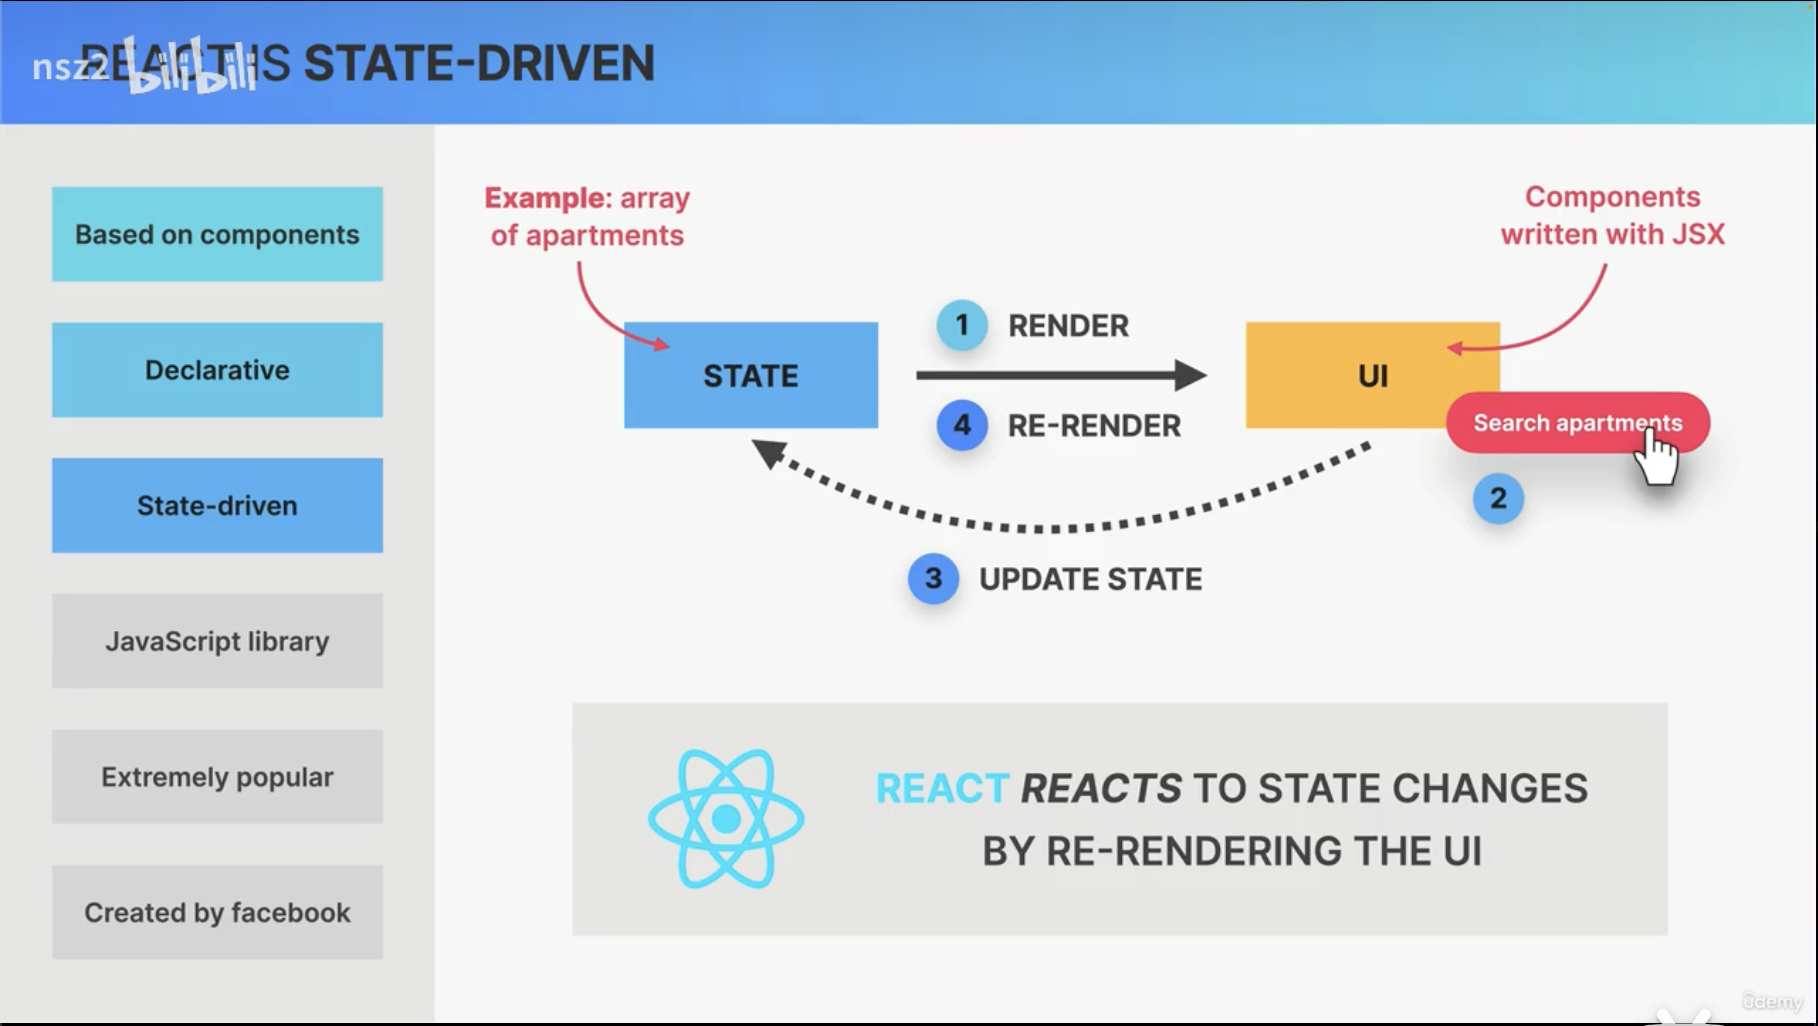 REACT IS STATE-DRIVEN
nsz2 bilibili
Based on components
Declarative
State-driven
JavaScript library
Extremely popular
Created by facebook
Example: array
of apartments
Components
written with JSX
1 RENDER
STATE
UI
4 RE-RENDER
Search apartments
2
3 UPDATE STATE
REACT REACTS TO STATE CHANGES
BY RE-RENDERING THE UI
ûdemy